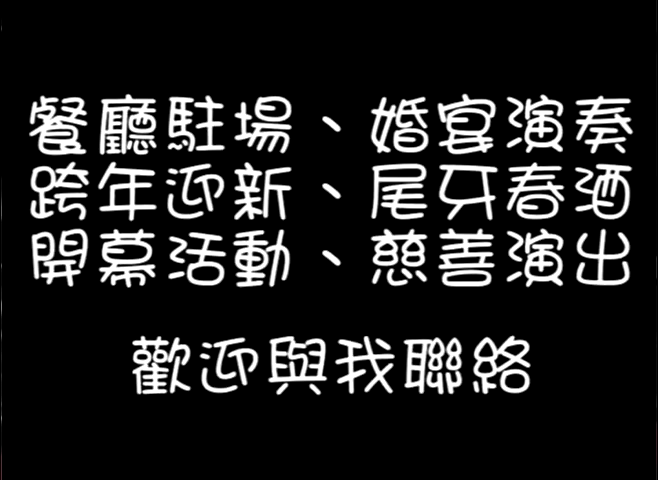 餐廳駐場、婚宴演奏
跨年迎新、尾牙春酒
開幕活動、慈善演出
歡迎與我聯絡